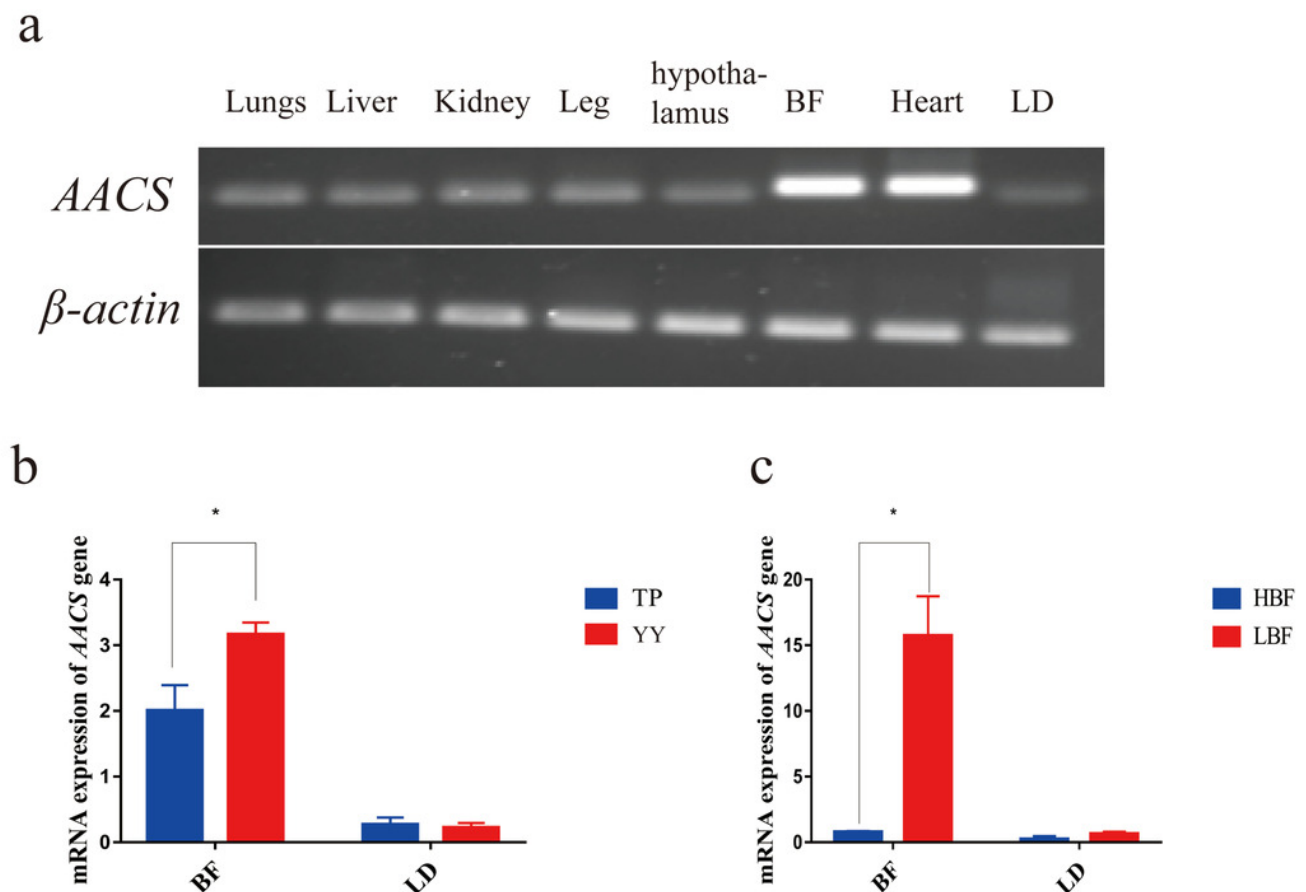 a
Lungs Liver Kidney Leg hypotha-
lamus BF Heart LD
AACS
β-actin
b
*
mRNA expression of AACS gene
4
3
2
1
0
BF LD
TP
YY
c
*
mRNA expression of AACS gene
20
15
10
5
0
BF LD
HBF
LBF